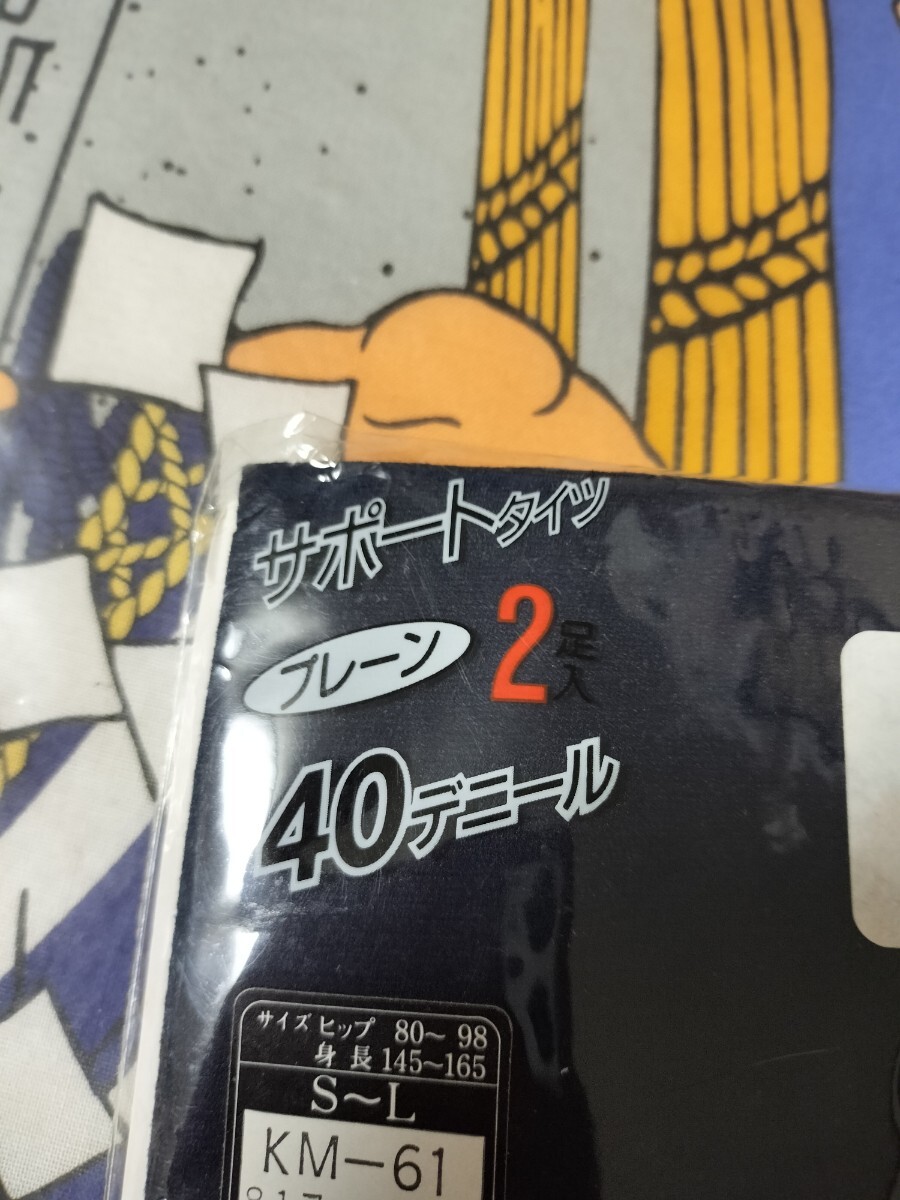 サポートタイツ
プレーン
2足入
40デニール
サイズ ヒップ 80～98
身長 145～165
S～L
KM－61